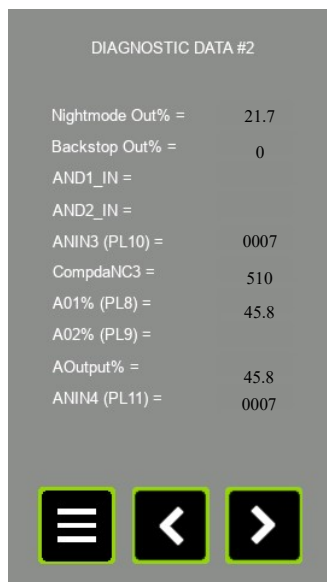 DIAGNOSTIC DATA #2
Nightmode Out% = 21.7
Backstop Out% = 0
AND1_IN =
AND2_IN =
ANIN3 (PL10) = 0007
CompdaNC3 = 510
A01% (PL8) = 45.8
A02% (PL9) =
AOutput% = 45.8
ANIN4 (PL11) = 0007